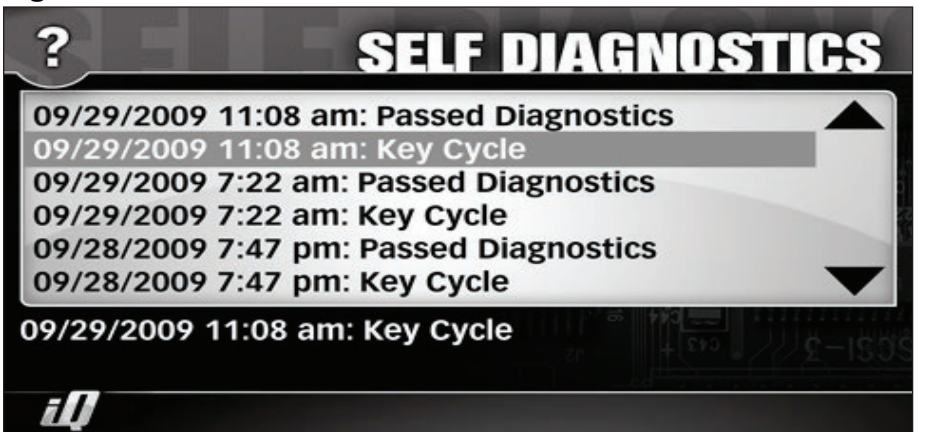 ?
SELF DIAGNOSTICS
09/29/2009 11:08 am: Passed Diagnostics
09/29/2009 11:08 am: Key Cycle
09/29/2009 7:22 am: Passed Diagnostics
09/29/2009 7:22 am: Key Cycle
09/28/2009 7:47 pm: Passed Diagnostics
09/28/2009 7:47 pm: Key Cycle
09/29/2009 11:08 am: Key Cycle
iQ